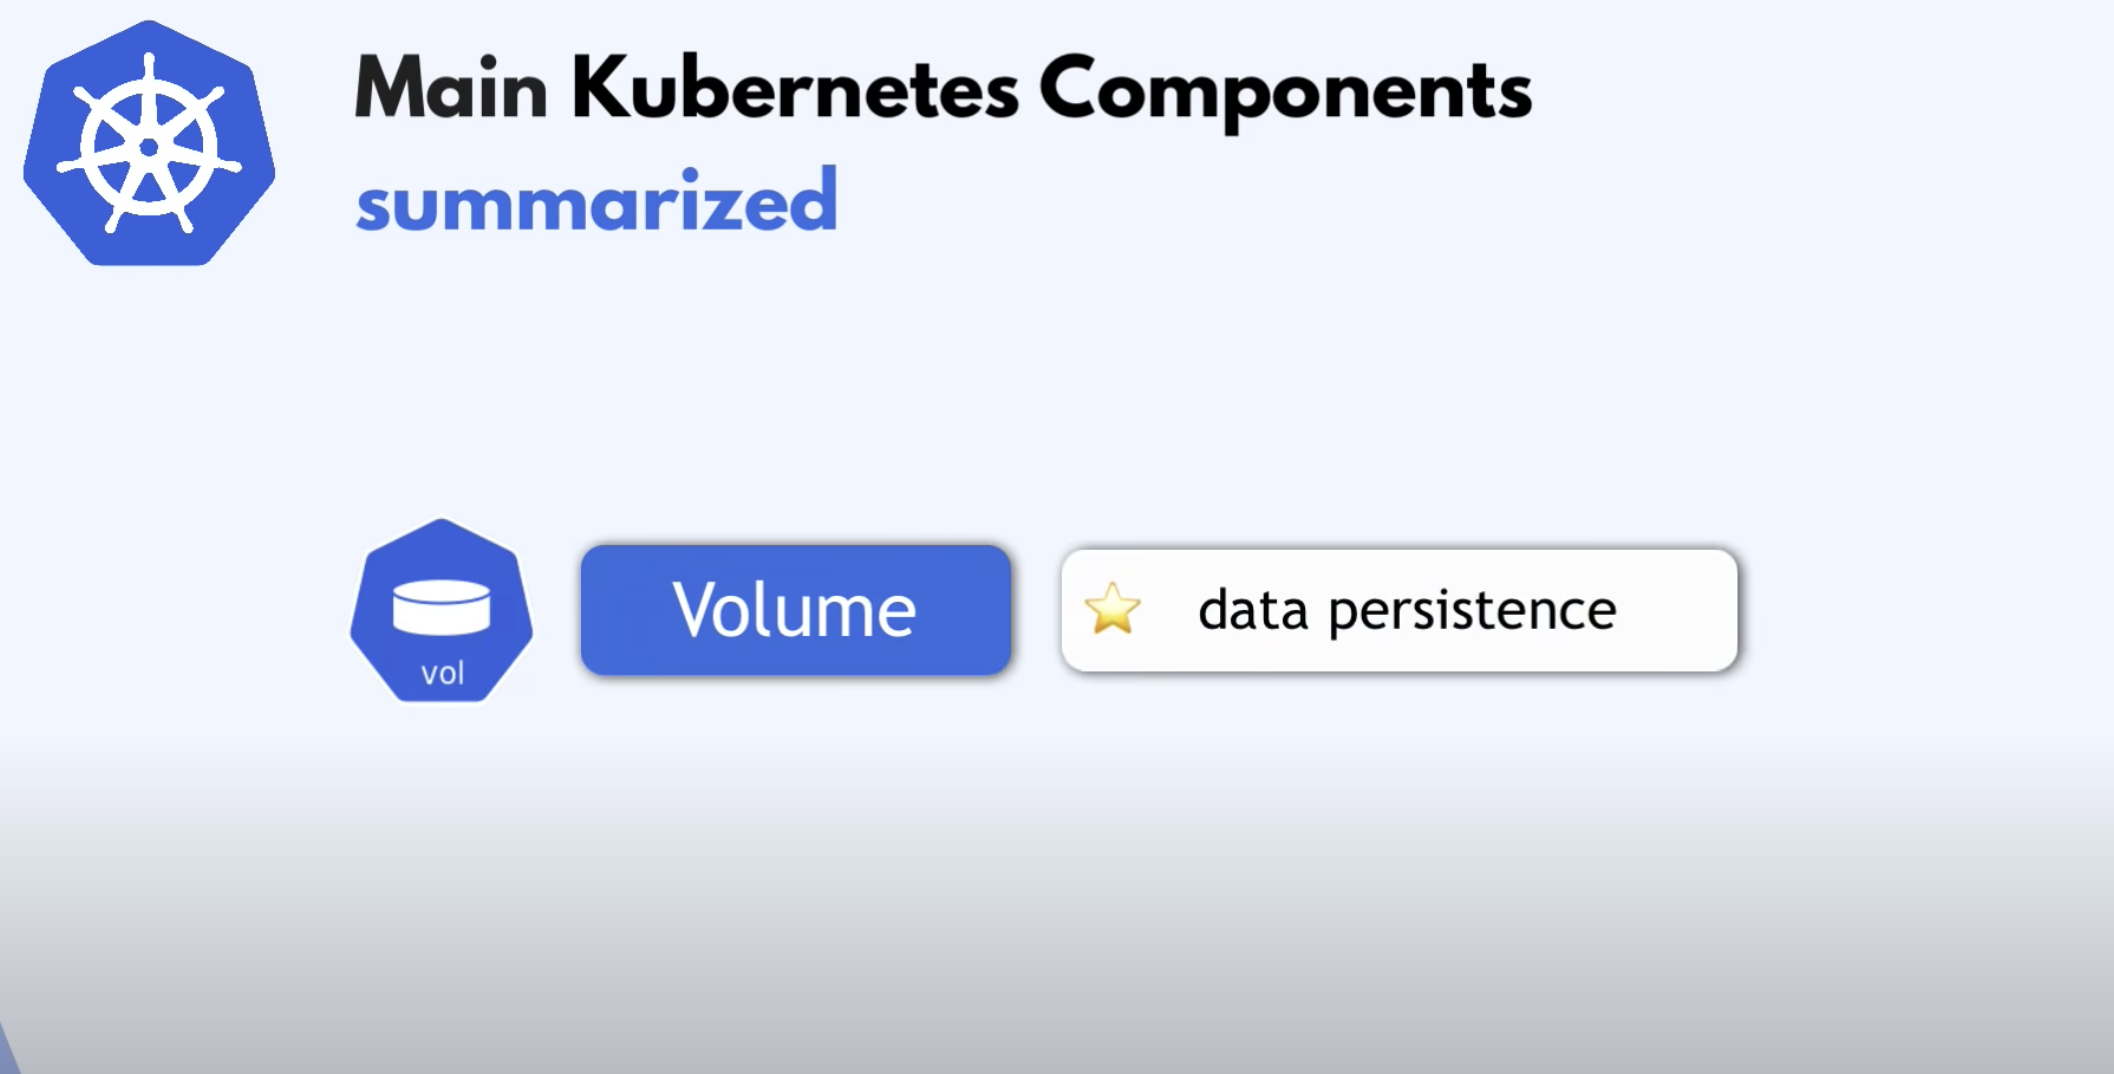 Main Kubernetes Components
summarized
vol
Volume
data persistence